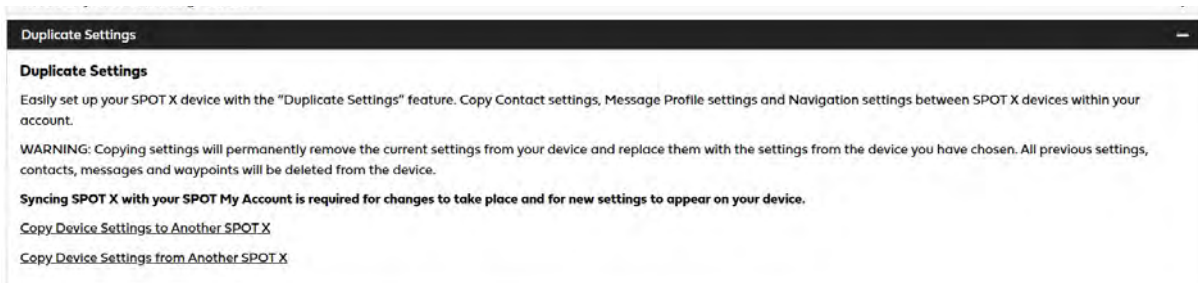 Duplicate Settings
Duplicate Settings
Easily set up your SPOT X device with the "Duplicate Settings" feature. Copy Contact settings, Message Profile settings and Navigation settings between SPOT X devices within your
account.
WARNING: Copying settings will permanently remove the current settings from your device and replace them with the settings from the device you have chosen. All previous settings,
contacts, messages and waypoints will be deleted from the device.
Syncing SPOT X with your SPOT My Account is required for changes to take place and for new settings to appear on your device.
Copy Device Settings to Another SPOT X
Copy Device Settings from Another SPOT X